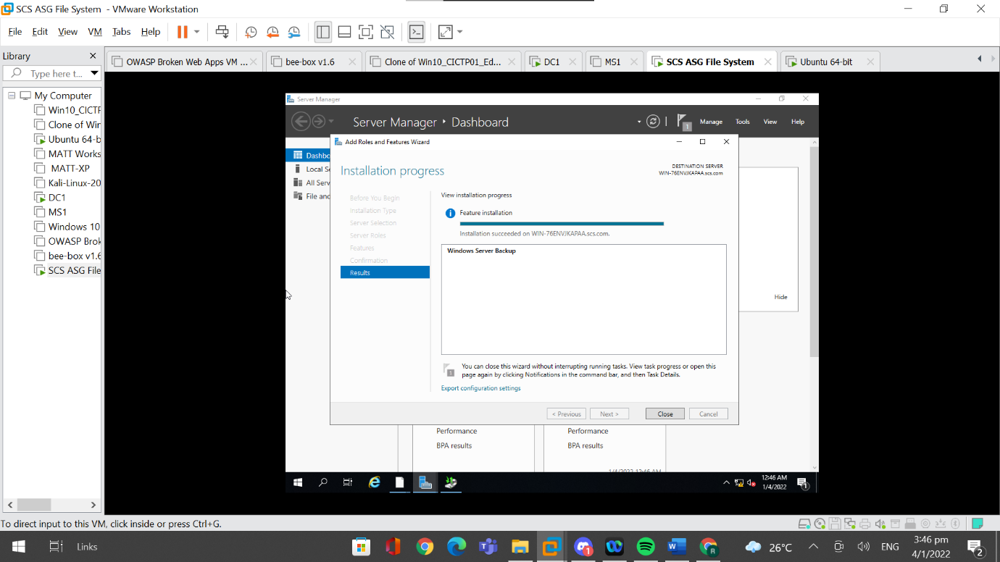 SCS ASG File System - VMware Workstation
File Edit View VM Tabs Help
Library
Type here t...
OWASP Broken Web Apps VM ...
bee-box v1.6
Clone of Win10_CICTP01_Ed...
DC1
MS1
SCS ASG File System
Ubuntu 64-bit
My Computer
Win10_CICTP
Clone of Wir
Ubuntu 64-b
MATT Works
MATT-XP
Kali-Linux-20
DC1
MS1
Windows 10
OWASP Brok
bee-box v1.6
SCS ASG File
Server Manager
Server Manager • Dashboard
1
Manage Tools View Help
Dashbo
Local Se
All Serv
File and
Add Roles and Features Wizard
Installation progress
DESTINATION SERVER
WIN-76ENVJKAPAA.scs.com
Before You Begin
Installation Type
Server Selection
Server Roles
Features
Confirmation
Results
View installation progress
Feature installation
Installation succeeded on WIN-76ENVJKAPAA.scs.com.
Windows Server Backup
Hide
1
You can close this wizard without interrupting running tasks. View task progress or open this
page again by clicking Notifications in the command bar, and then Task Details.
Export configuration settings
< Previous Next > Close Cancel
Performance
BPA results
Performance
BPA results
1/4/2022 12:46 AM
12:46 AM
1/4/2022
1
To direct input to this VM, click inside or press Ctrl+G.
Links
1
26°C
ENG
3:46 pm
4/1/2022
2